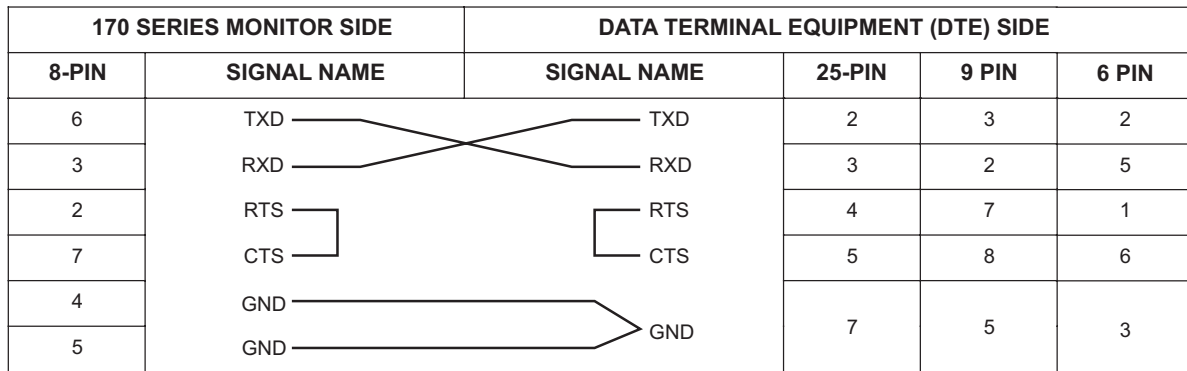 170 SERIES MONITOR SIDE DATA TERMINAL EQUIPMENT (DTE) SIDE
8-PIN SIGNAL NAME SIGNAL NAME 25-PIN 9 PIN 6 PIN
6 TXD TXD 2 3 2
3 RXD RXD 3 2 5
2 RTS RTS 4 7 1
7 CTS CTS 5 8 6
4 GND
GND 7 5 3
5 GND